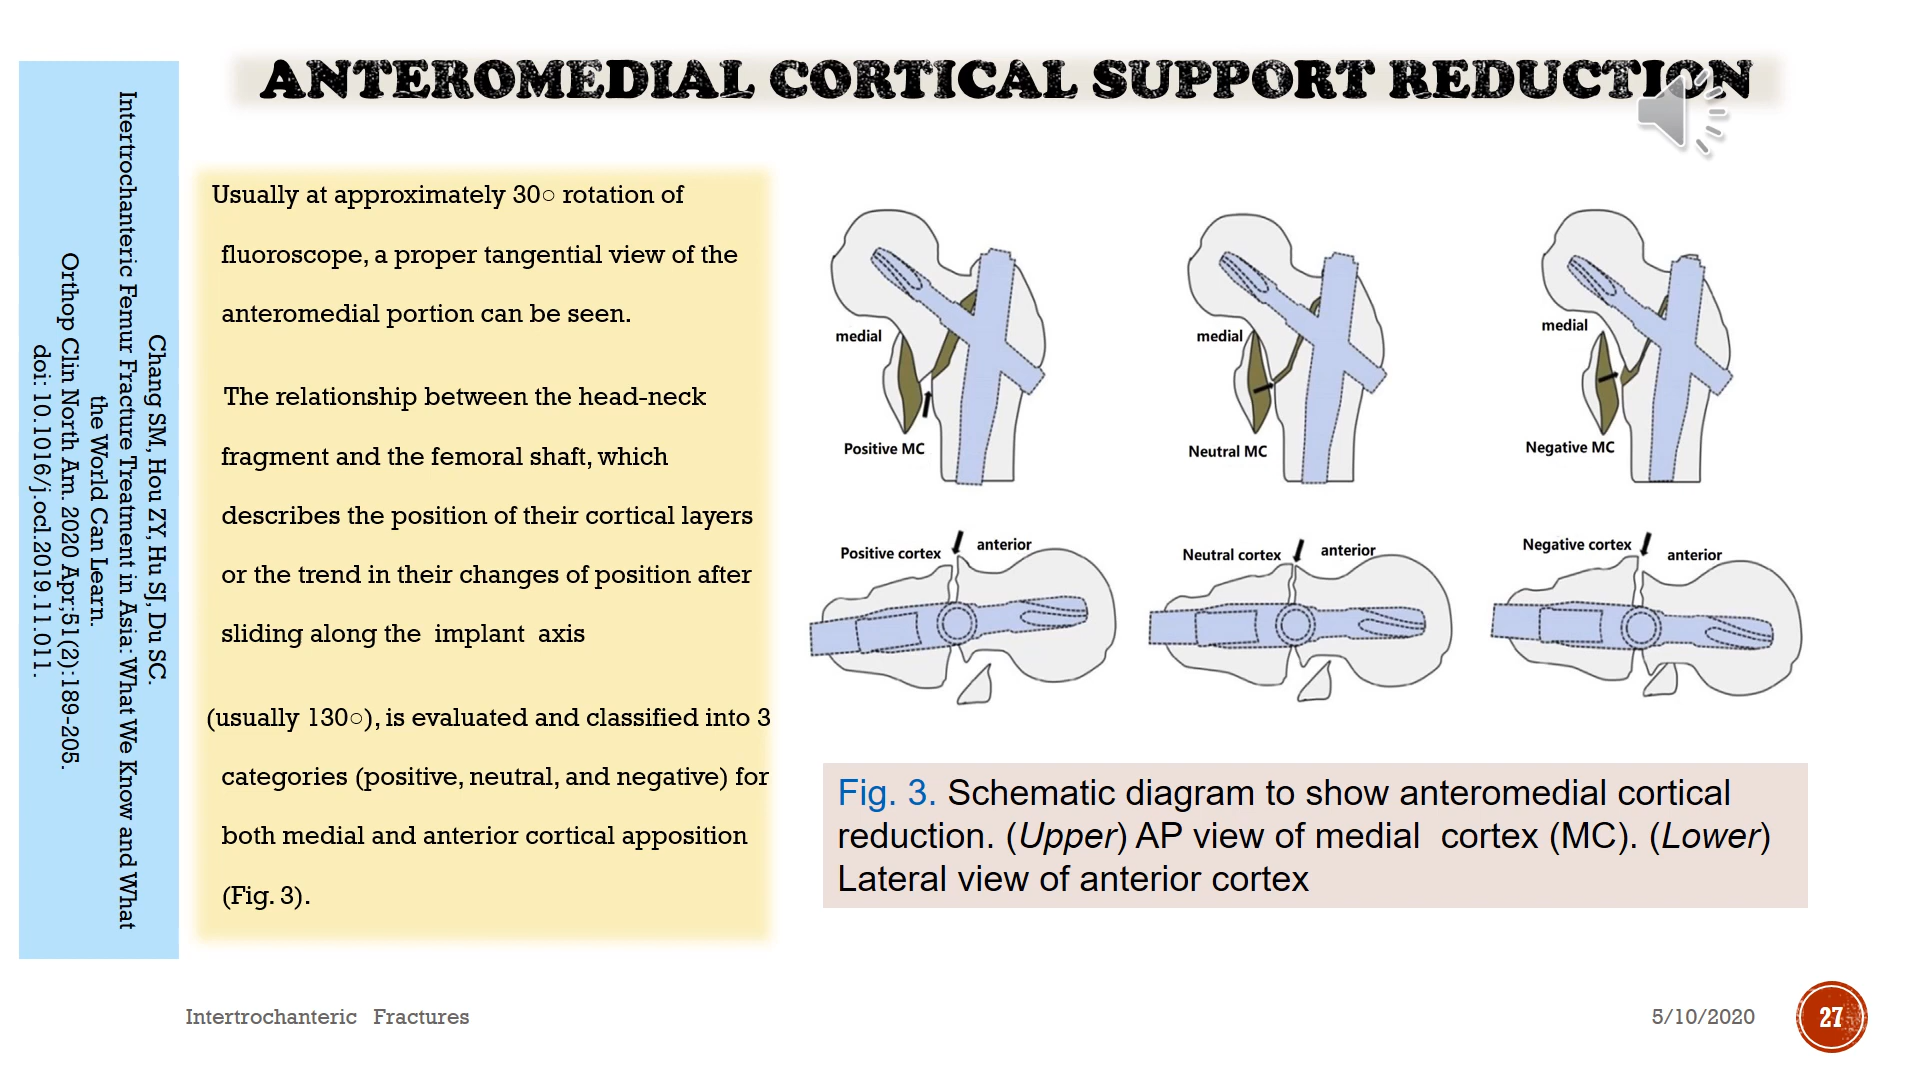 ANTEROMEDIAL CORTICAL SUPPORT REDUCTION
Chang SM, Hou ZY, Hu SJ, Du SC.
Intertrochanteric Femur Fracture Treatment in Asia: What We Know and What
the World Can Learn.
Orthop Clin North Am. 2020 Apr;51(2):189-205.
doi: 10.1016/j.ocl.2019.11.011.
Usually at approximately 30○ rotation of
fluoroscope, a proper tangential view of the
anteromedial portion can be seen.
The relationship between the head-neck
fragment and the femoral shaft, which
describes the position of their cortical layers
or the trend in their changes of position after
sliding along the implant axis
(usually 130○), is evaluated and classified into 3
categories (positive, neutral, and negative) for
both medial and anterior cortical apposition
(Fig. 3).
medial
Positive MC
medial
Neutral MC
medial
Negative MC
Positive cortex
anterior
Neutral cortex
anterior
Negative cortex
anterior
Fig. 3. Schematic diagram to show anteromedial cortical
reduction. (Upper) AP view of medial cortex (MC). (Lower)
Lateral view of anterior cortex
Intertrochanteric Fractures
5/10/2020
27